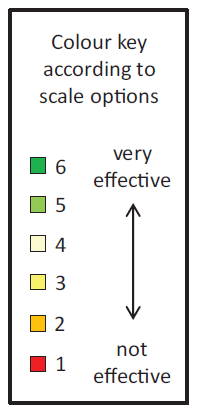 Colour key
according to
scale options
6
very
effective
5
4
3
2
1
not
effective